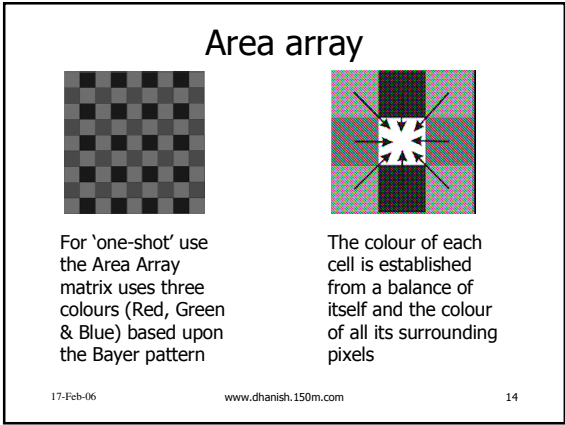 Area array
For ‘one-shot’ use
the Area Array
matrix uses three
colours (Red, Green
& Blue) based upon
the Bayer pattern
The colour of each
cell is established
from a balance of
itself and the colour
of all its surrounding
pixels
17-Feb-06
www.dhanish.150m.com
14